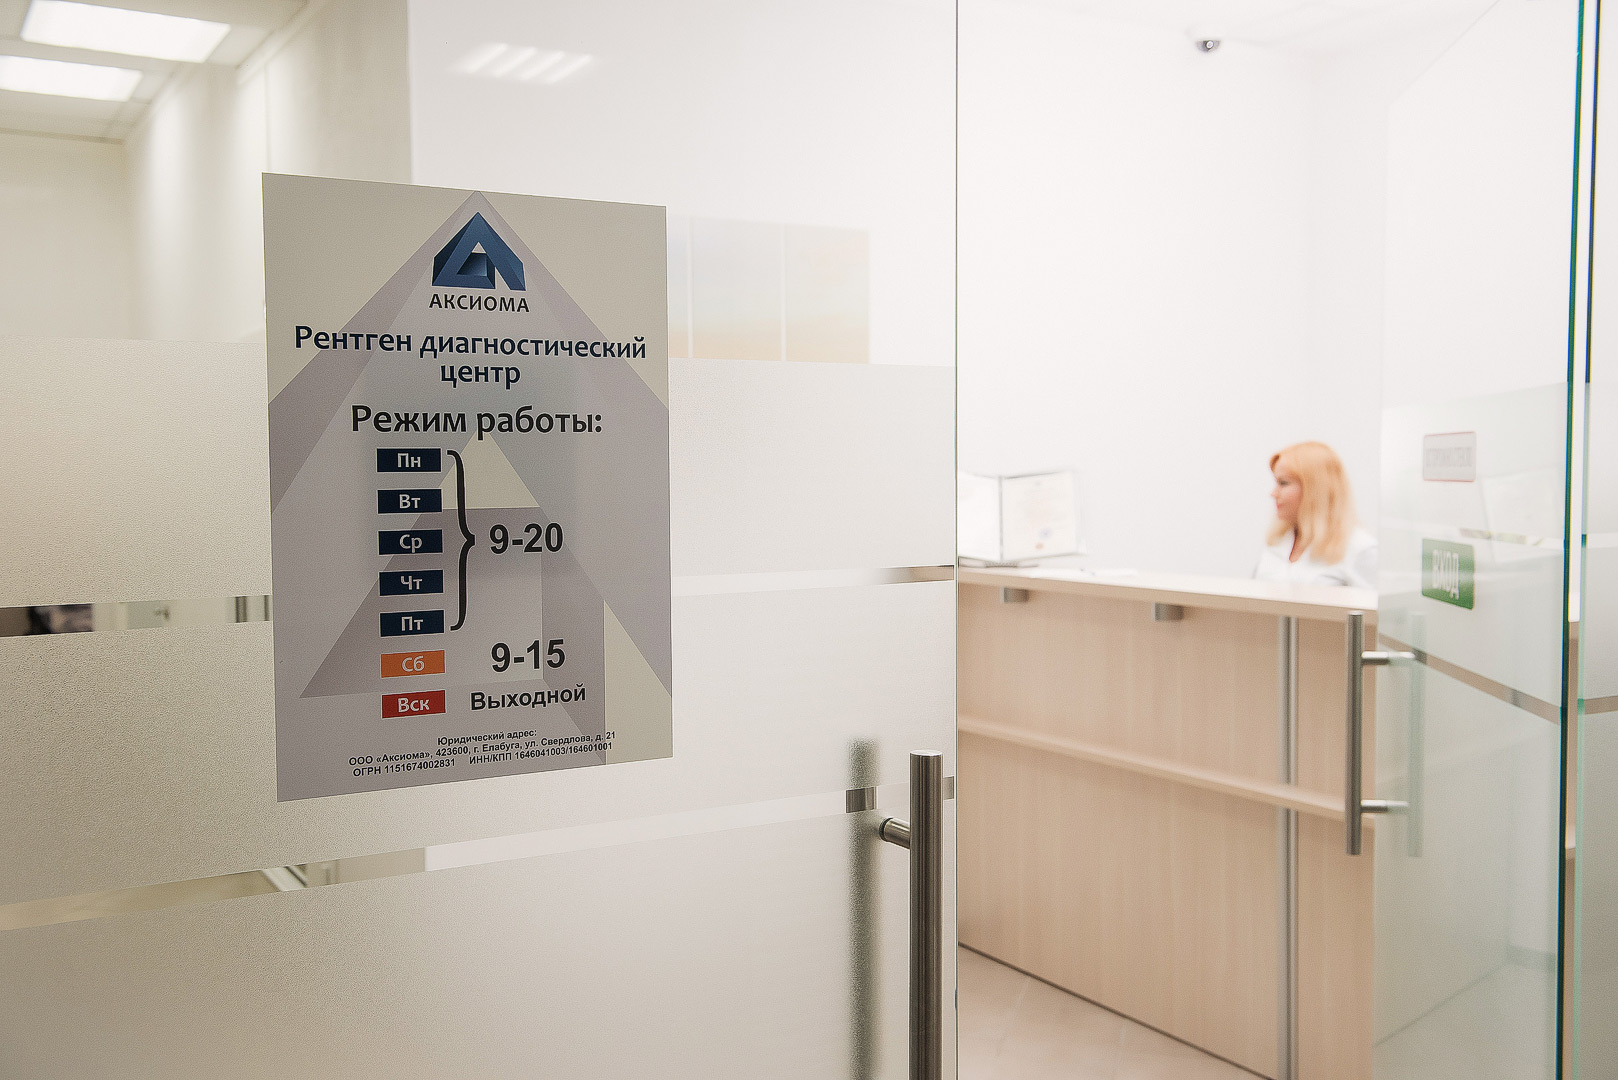 АКСИОМА
Рентген диагностический
центр
Режим работы:
Пн
Вт
Ср
Чт
Пт
9-20
Сб
9-15
Вск
Выходной
Юридический адрес:
ООО «Аксиома», 423600, г. Елабуга, ул. Свердлова, д. 21
ОГРН 1151674002831 ИНН/КПП 1646041003/164601001
ВХОД